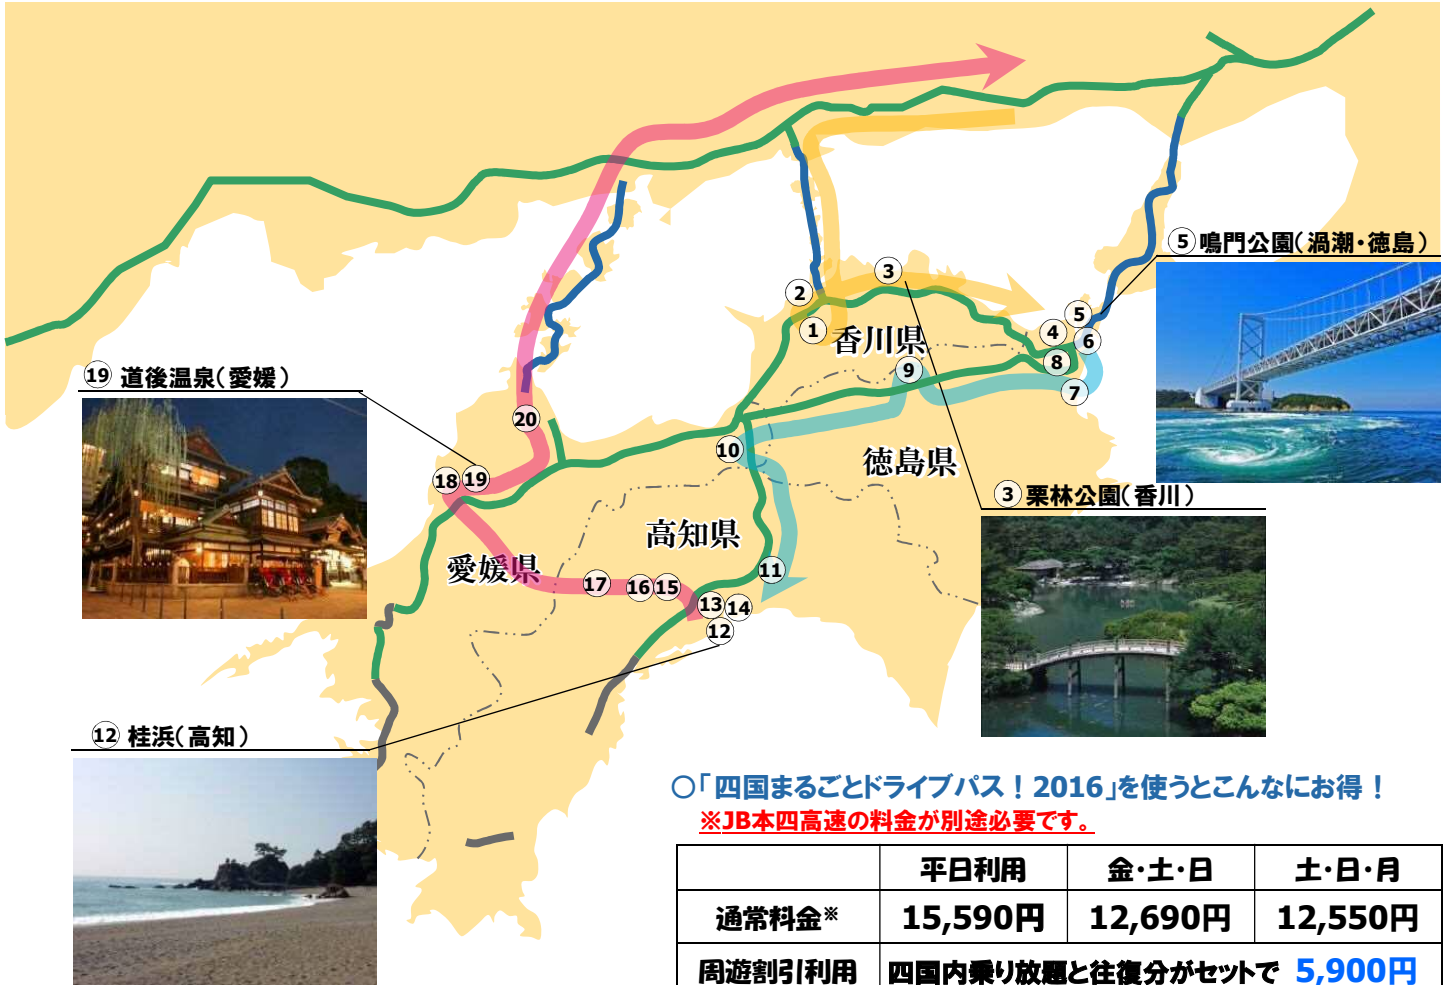 ⑤鳴門公園(渦潮・徳島)
③
②
⑤
①
④
⑥
香川県
⑧
⑨
⑲ 道後温泉(愛媛)
⑦
⑳
⑩
徳島県
⑱ ⑲
③栗林公園(香川)
高知県
愛媛県
⑪
⑰ ⑯ ⑮
⑬ ⑭
⑫
⑫ 桂浜(高知)
○「四国まるごとドライブパス!2016」を使うとこんなにお得!
※JB本四高速の料金が別途必要です。
平日利用 金・土・日 土・日・月
通常料金※ 15,590円 12,690円 12,550円
周遊割引利用 四国内乗り放題と往復分がセットで 5,900円